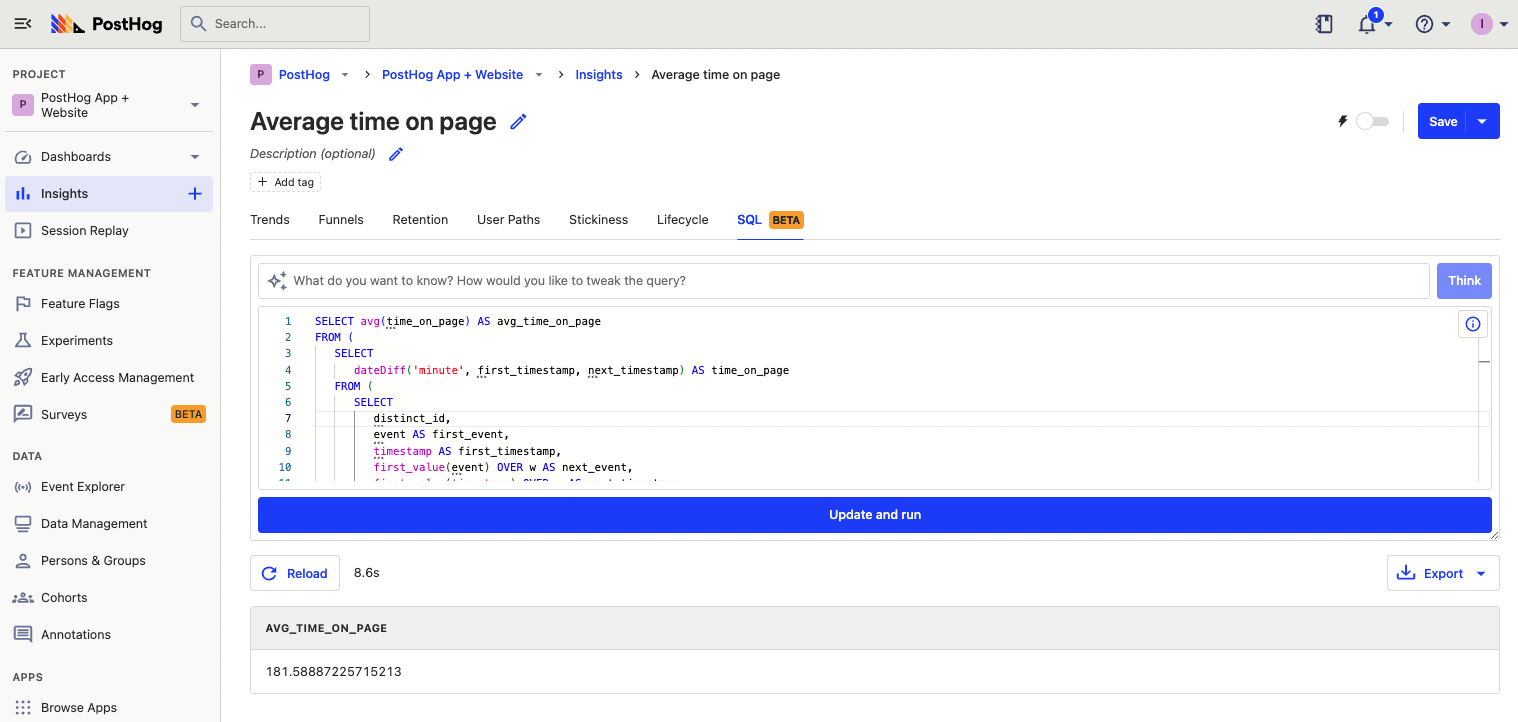 PostHog
Search...
1
I
PROJECT
P
PostHog App +
Website
Dashboards
Insights
Session Replay
FEATURE MANAGEMENT
Feature Flags
Experiments
Early Access Management
Surveys BETA
DATA
Event Explorer
Data Management
Persons & Groups
Cohorts
Annotations
APPS
Browse Apps
P PostHog PostHog App + Website Insights Average time on page
Average time on page
Save
Description (optional)
+ Add tag
Trends Funnels Retention User Paths Stickiness Lifecycle SQL BETA
What do you want to know? How would you like to tweak the query? Think
1 SELECT avg(time_on_page) AS avg_time_on_page
2 FROM (
3 SELECT
4 dateDiff('minute', first_timestamp, next_timestamp) AS time_on_page
5 FROM (
6 SELECT
7 distinct_id,
8 event AS first_event,
9 timestamp AS first_timestamp,
10 first_value(event) OVER w AS next_event,
Update and run
Reload 8.6s Export
AVG_TIME_ON_PAGE
181.58887225715213